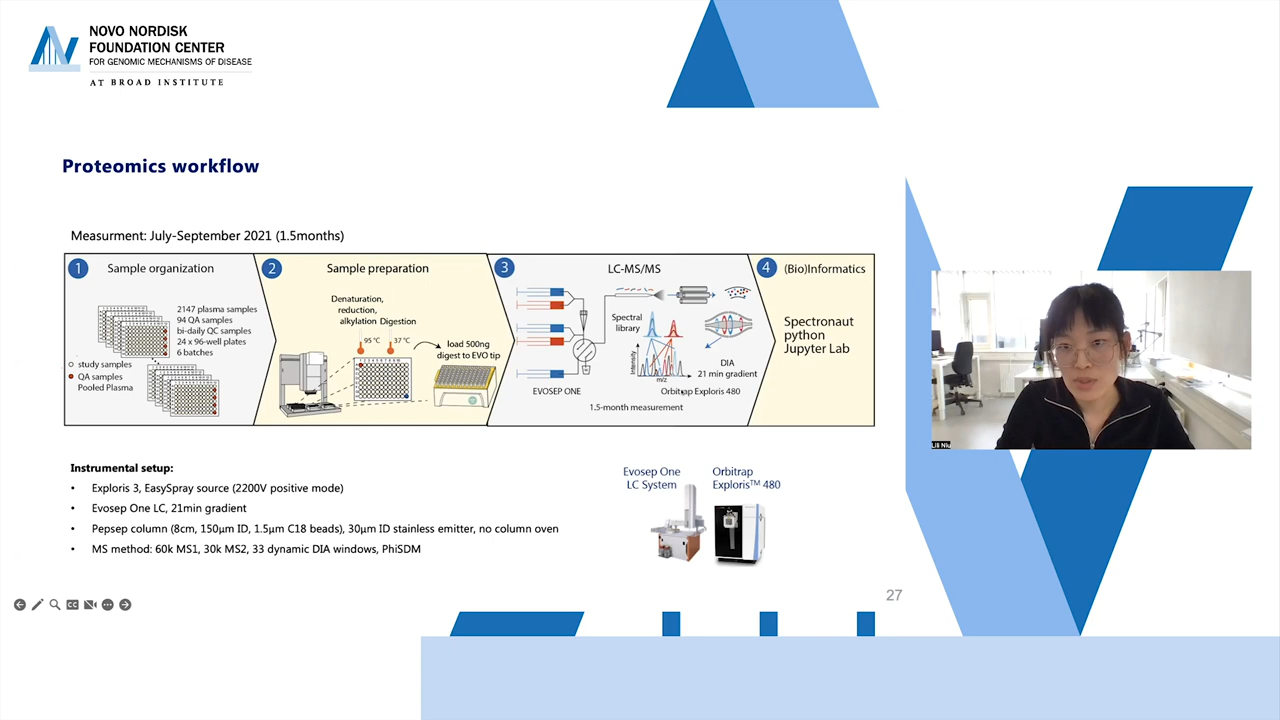 NOVO NORDISK
FOUNDATION CENTER
FOR GENOMIC MECHANISMS OF DISEASE
AT BROAD INSTITUTE
Proteomics workflow
Measurment: July-September 2021 (1.5months)
1 Sample organization
2147 plasma samples
94 QA samples
bi-daily QC samples
24 x 96-well plates
6 batches
study samples
QA samples
Pooled Plasma
2 Sample preparation
Denaturation,
reduction,
alkylation Digestion
95 °C 37 °C
load 500ng
digest to EVO tip
3 LC-MS/MS
Spectral
library
Intensity
m/z
DIA
21 min gradient
EVOSEP ONE
Orbitrap Exploris 480
1.5-month measurement
4 (Bio)Informatics
Spectronaut
python
Jupyter Lab
Lili Niu
Instrumental setup:
• Exploris 3, EasySpray source (2200V positive mode)
• Evosep One LC, 21min gradient
• Pepsep column (8cm, 150μm ID, 1.5μm C18 beads), 30μm ID stainless emitter, no column oven
• MS method: 60k MS1, 30k MS2, 33 dynamic DIA windows, PhiSDM
Evosep One
LC System
Orbitrap
Exploris™ 480
27
CC